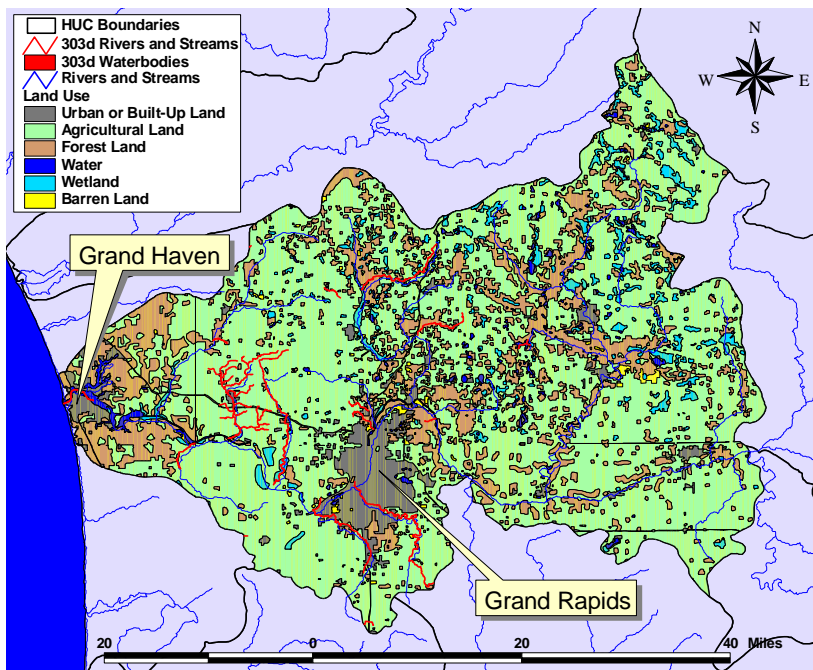 HUC Boundaries
303d Rivers and Streams
303d Waterbodies
Rivers and Streams
Land Use
Urban or Built-Up Land
Agricultural Land
Forest Land
Water
Wetland
Barren Land
N
W E
S
Grand Haven
Grand Rapids
20 0 20 40 Miles